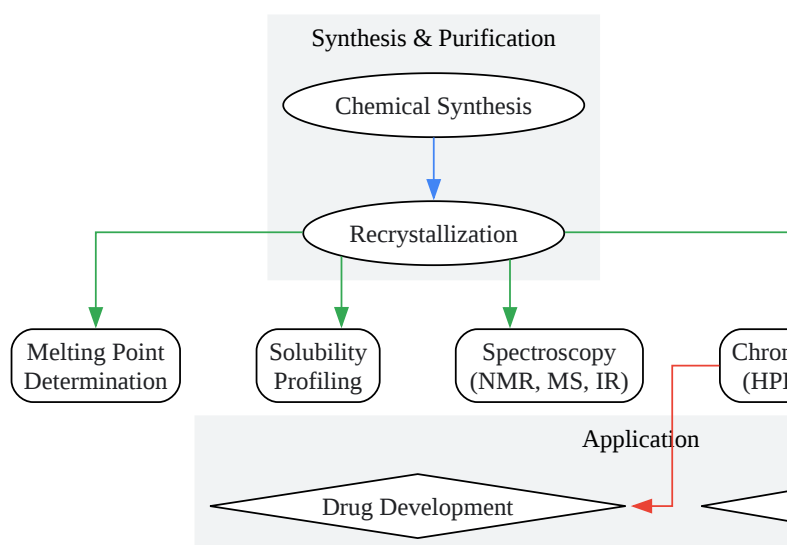 Synthesis & Purification
Chemical Synthesis
Recrystallization
Melting Point
Determination
Solubility
Profiling
Spectroscopy
(NMR, MS, IR)
Application
Drug Development